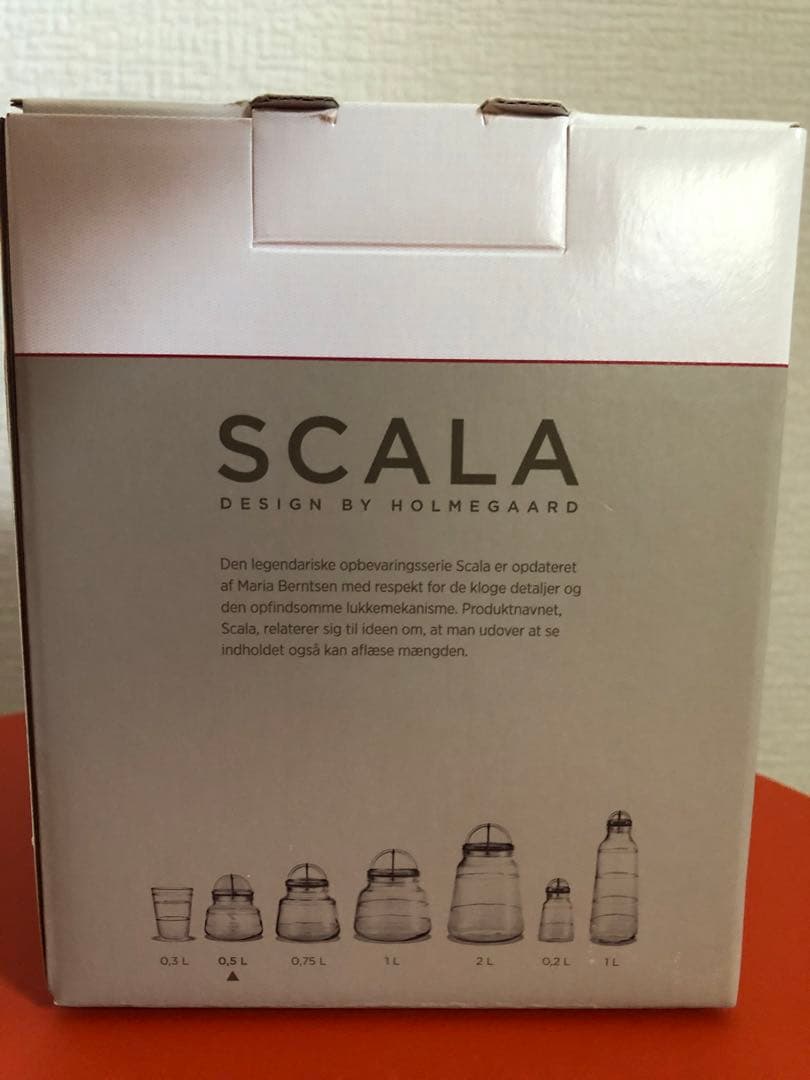 SCALA
DESIGN BY HOLMEGAARD
Den legendariske opbevaringsserie Scala er opdateret
af Maria Berntsen med respekt for de kloge detaljer og
den opfindsomme lukkemekanisme. Produktnavnet,
Scala, relaterer sig til ideen om, at man udover at se
indholdet også kan aflæse mængden.
0,3 L 0,5 L 0,75 L 1 L 2 L 0,2 L 1 L